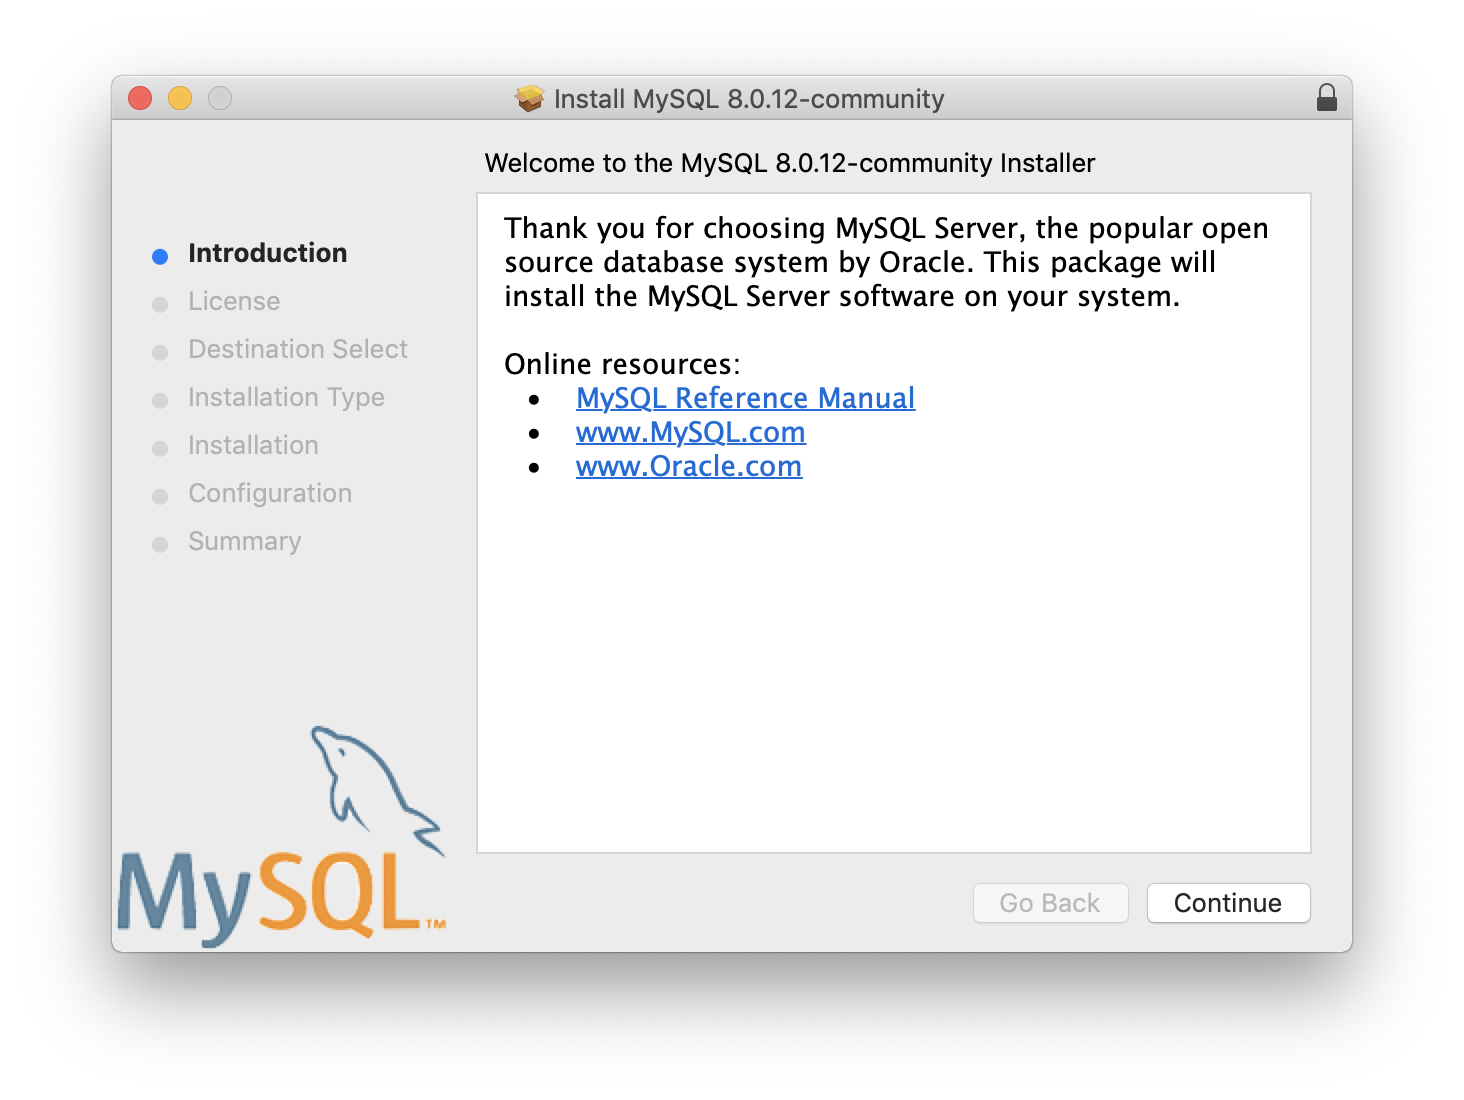 Install MySQL 8.0.12-community
Welcome to the MySQL 8.0.12-community Installer
Introduction
License
Destination Select
Installation Type
Installation
Configuration
Summary
Thank you for choosing MySQL Server, the popular open
source database system by Oracle. This package will
install the MySQL Server software on your system.
Online resources:
• MySQL Reference Manual
• www.MySQL.com
• www.Oracle.com
MySQL™
Go Back
Continue